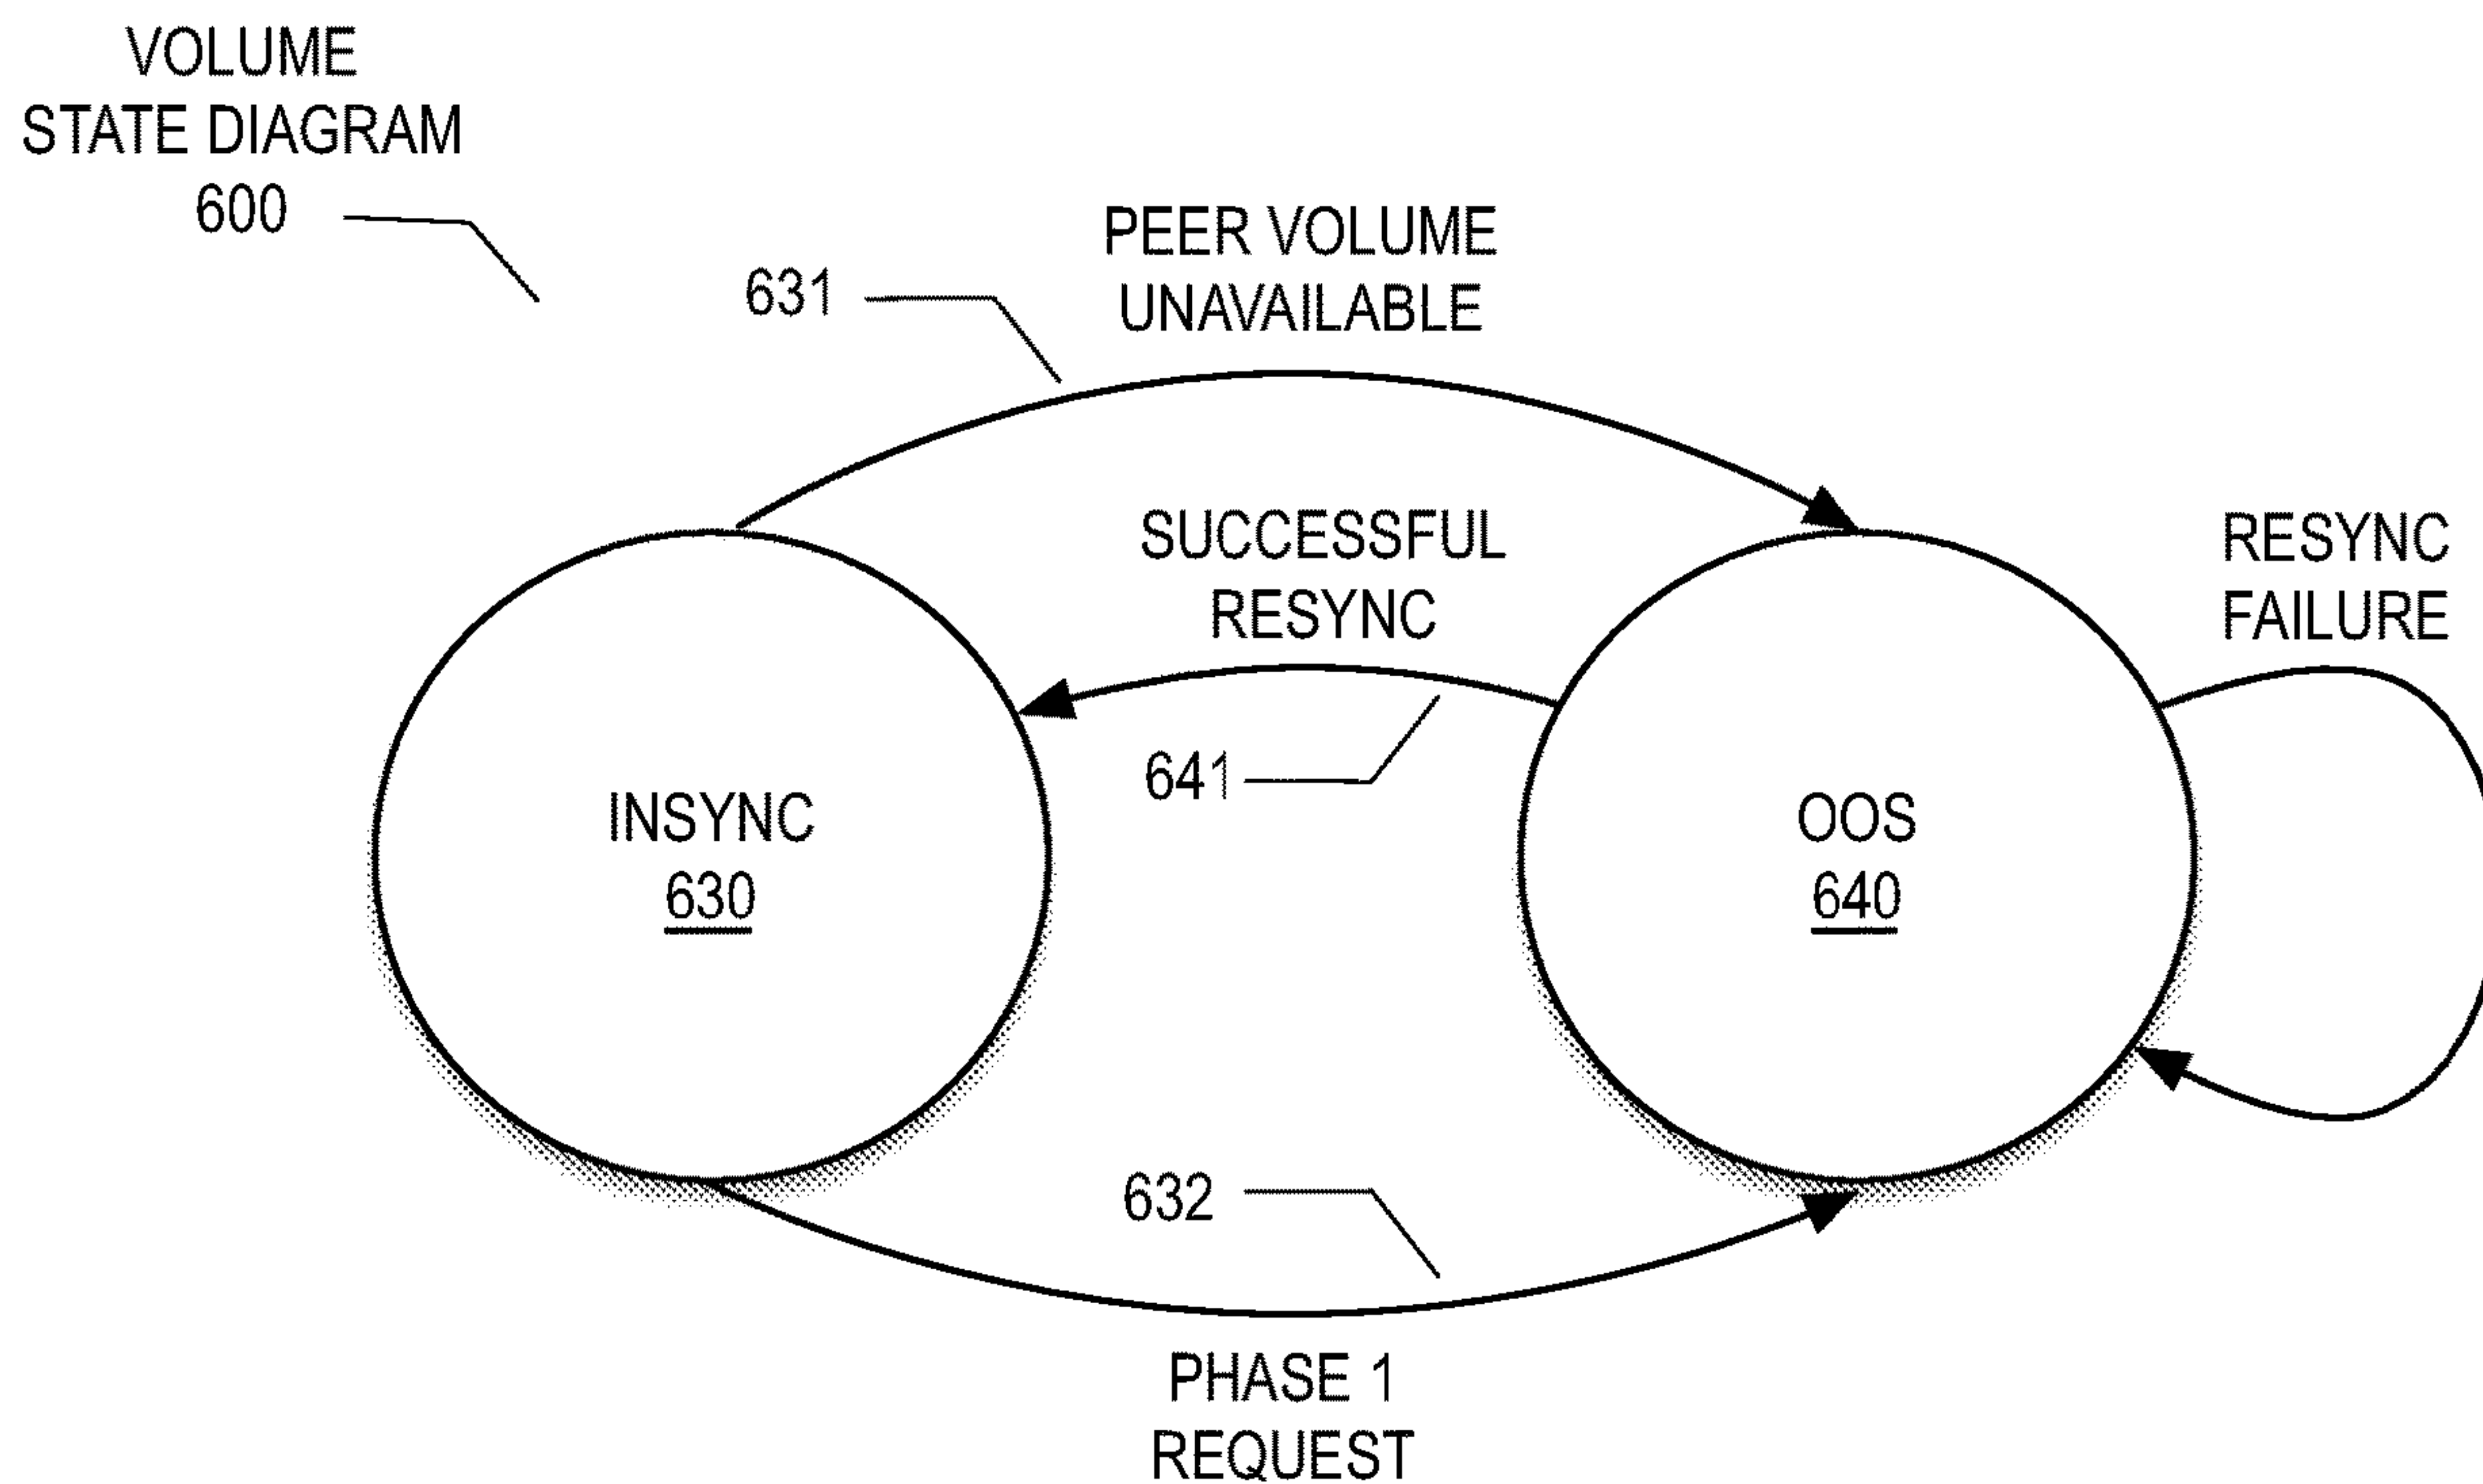 VOLUME
STATE DIAGRAM
600
631
PEER VOLUME
UNAVAILABLE
SUCCESSFUL
RESYNC
641
RESYNC
FAILURE
INSYNC
630
OOS
640
632
PHASE 1
REQUEST